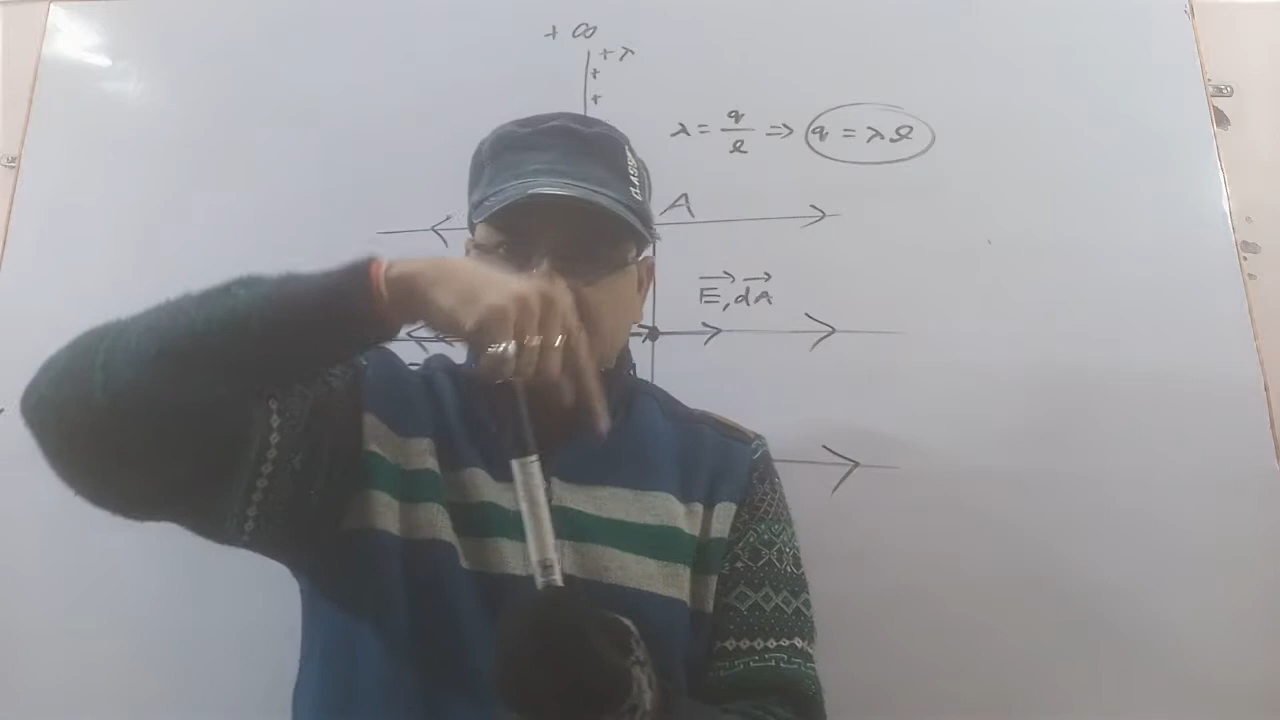 + ∞
+ λ
+
+
λ = q/l ⇒ q = λl
CLASSIC
A
E⃗, dA⃗